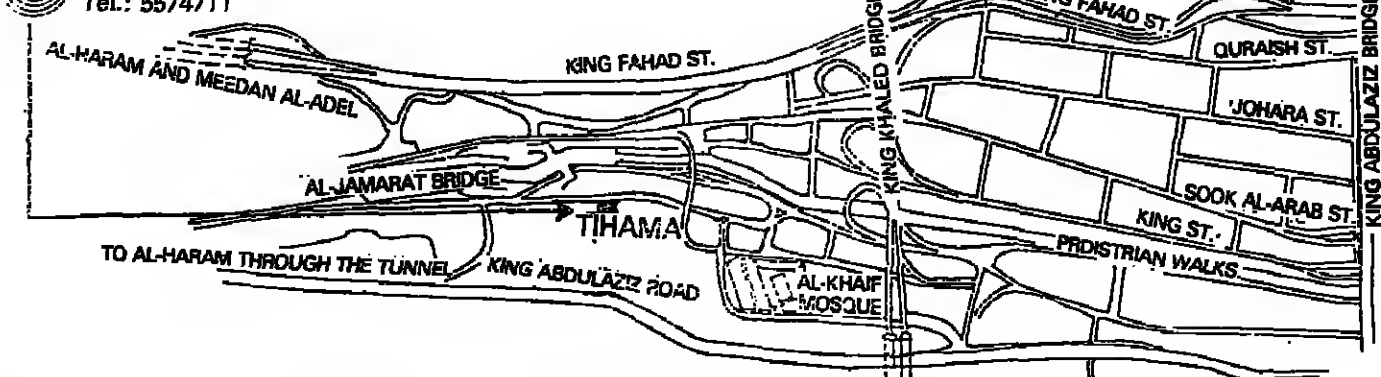 Tel.: 5574711
KING FAHAD ST.
KING KHALED BRIDGE
KING ABDULAZIZ BRIDGE
QURAISH ST.
AL-HARAM AND MEEDAN AL-ADEL
KING FAHAD ST.
'JOHARA ST.
AL-JAMARAT BRIDGE
SOOK AL-ARAB ST.
TIHAMA
KING ST.
PRDISTRIAN WALKS
TO AL-HARAM THROUGH THE TUNNEL
KING ABDULAZIZ ROAD
AL-KHAIF
MOSQUE